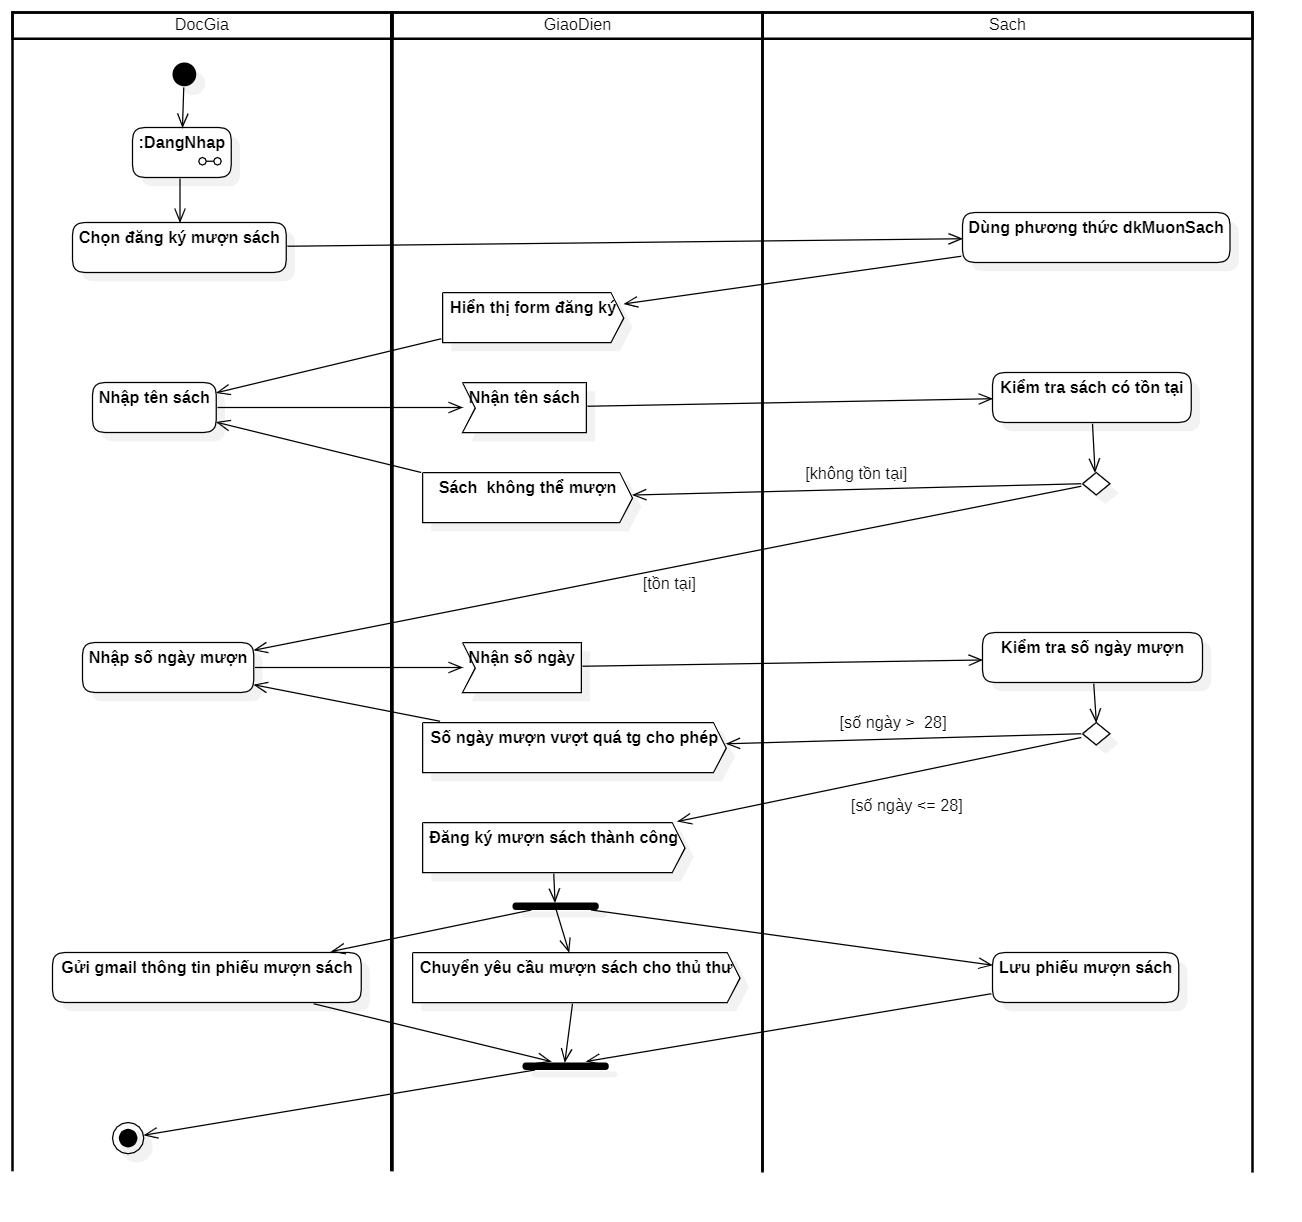 DocGia
GiaoDien
Sach
:DangNhap
Chọn đăng ký mượn sách
Dùng phương thức dkMuonSach
Hiển thị form đăng ký
Nhập tên sách
Nhận tên sách
Kiểm tra sách có tồn tại
Sách  không thể mượn
[không tồn tại]
[tồn tại]
Nhập số ngày mượn
Nhận số ngày
Kiểm tra số ngày mượn
Số ngày mượn vượt quá tg cho phép
[số ngày >  28]
[số ngày <= 28]
Đăng ký mượn sách thành công
Gửi gmail thông tin phiếu mượn sách
Chuyển yêu cầu mượn sách cho thủ thư
Lưu phiếu mượn sách